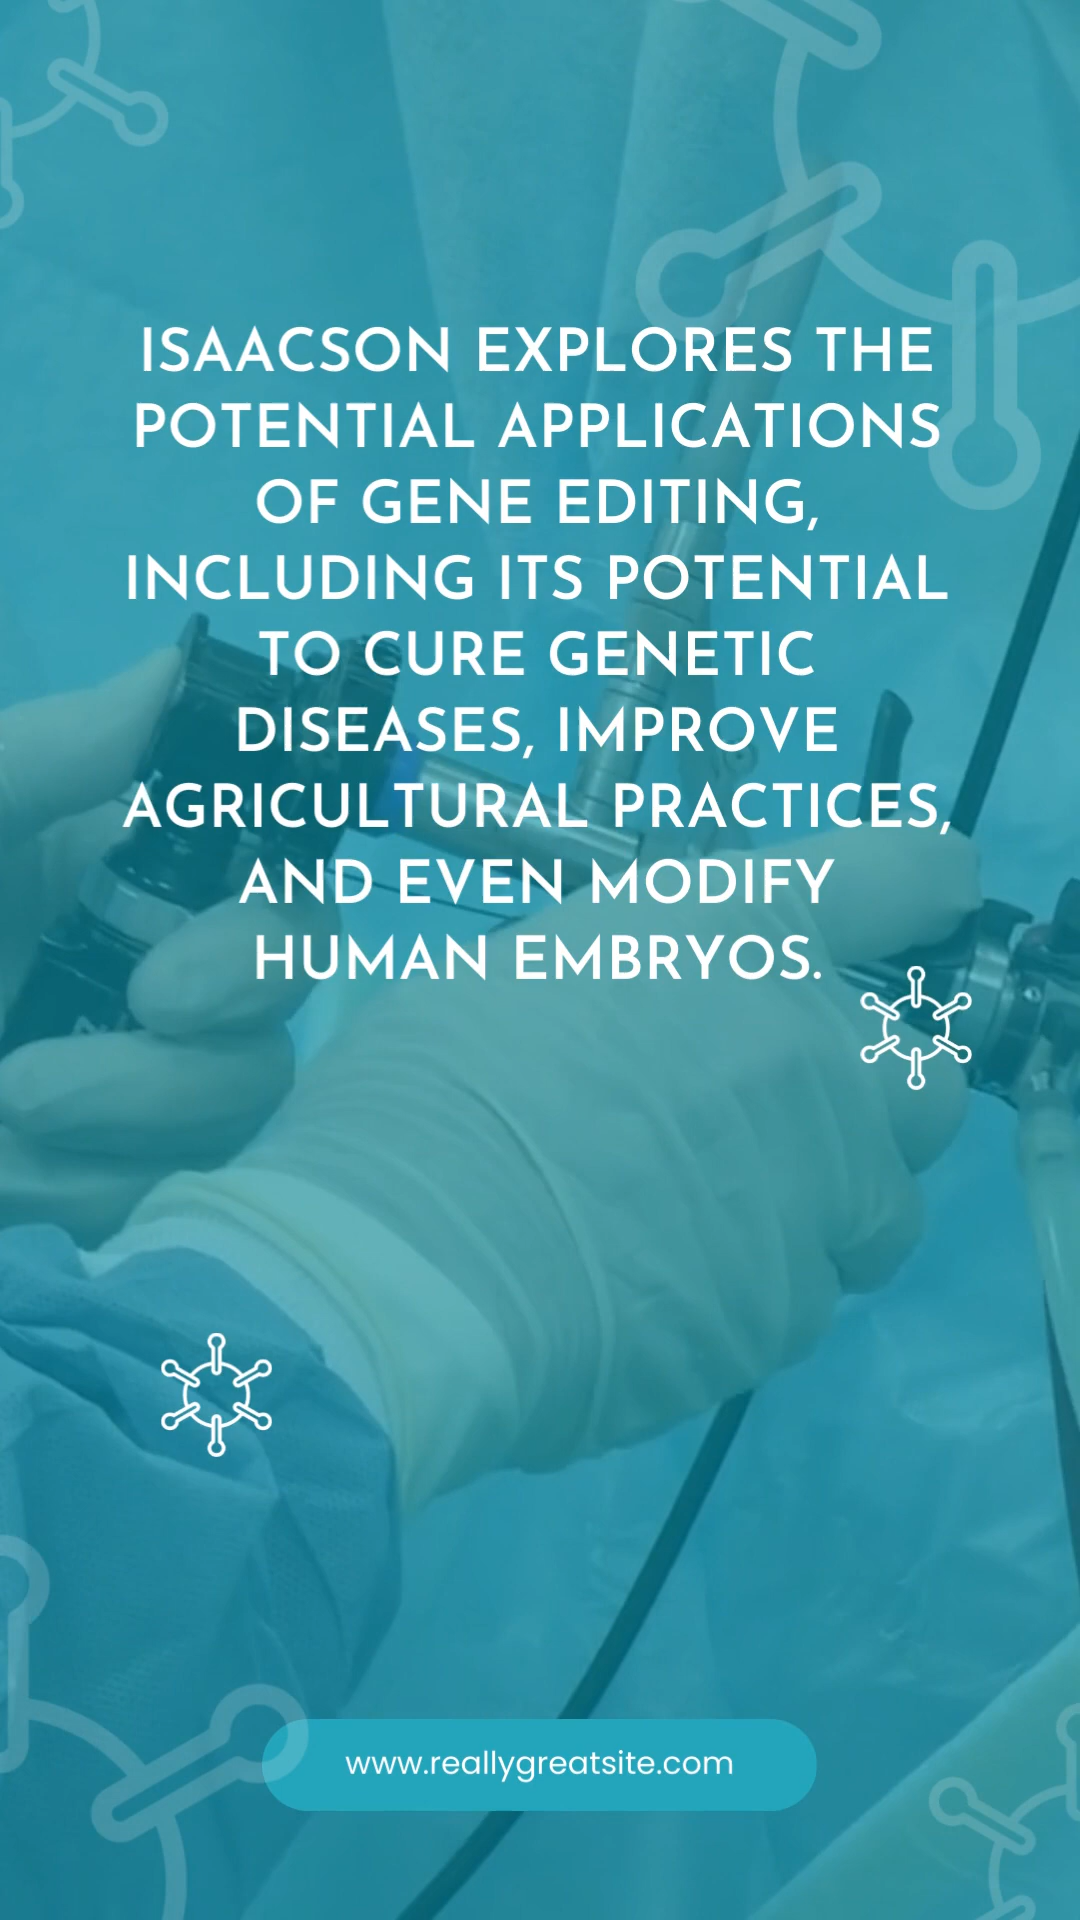 ISAACSON EXPLORES THE
POTENTIAL APPLICATIONS
OF GENE EDITING,
INCLUDING ITS POTENTIAL
TO CURE GENETIC
DISEASES, IMPROVE
AGRICULTURAL PRACTICES,
AND EVEN MODIFY
HUMAN EMBRYOS.
www.reallygreatsite.com